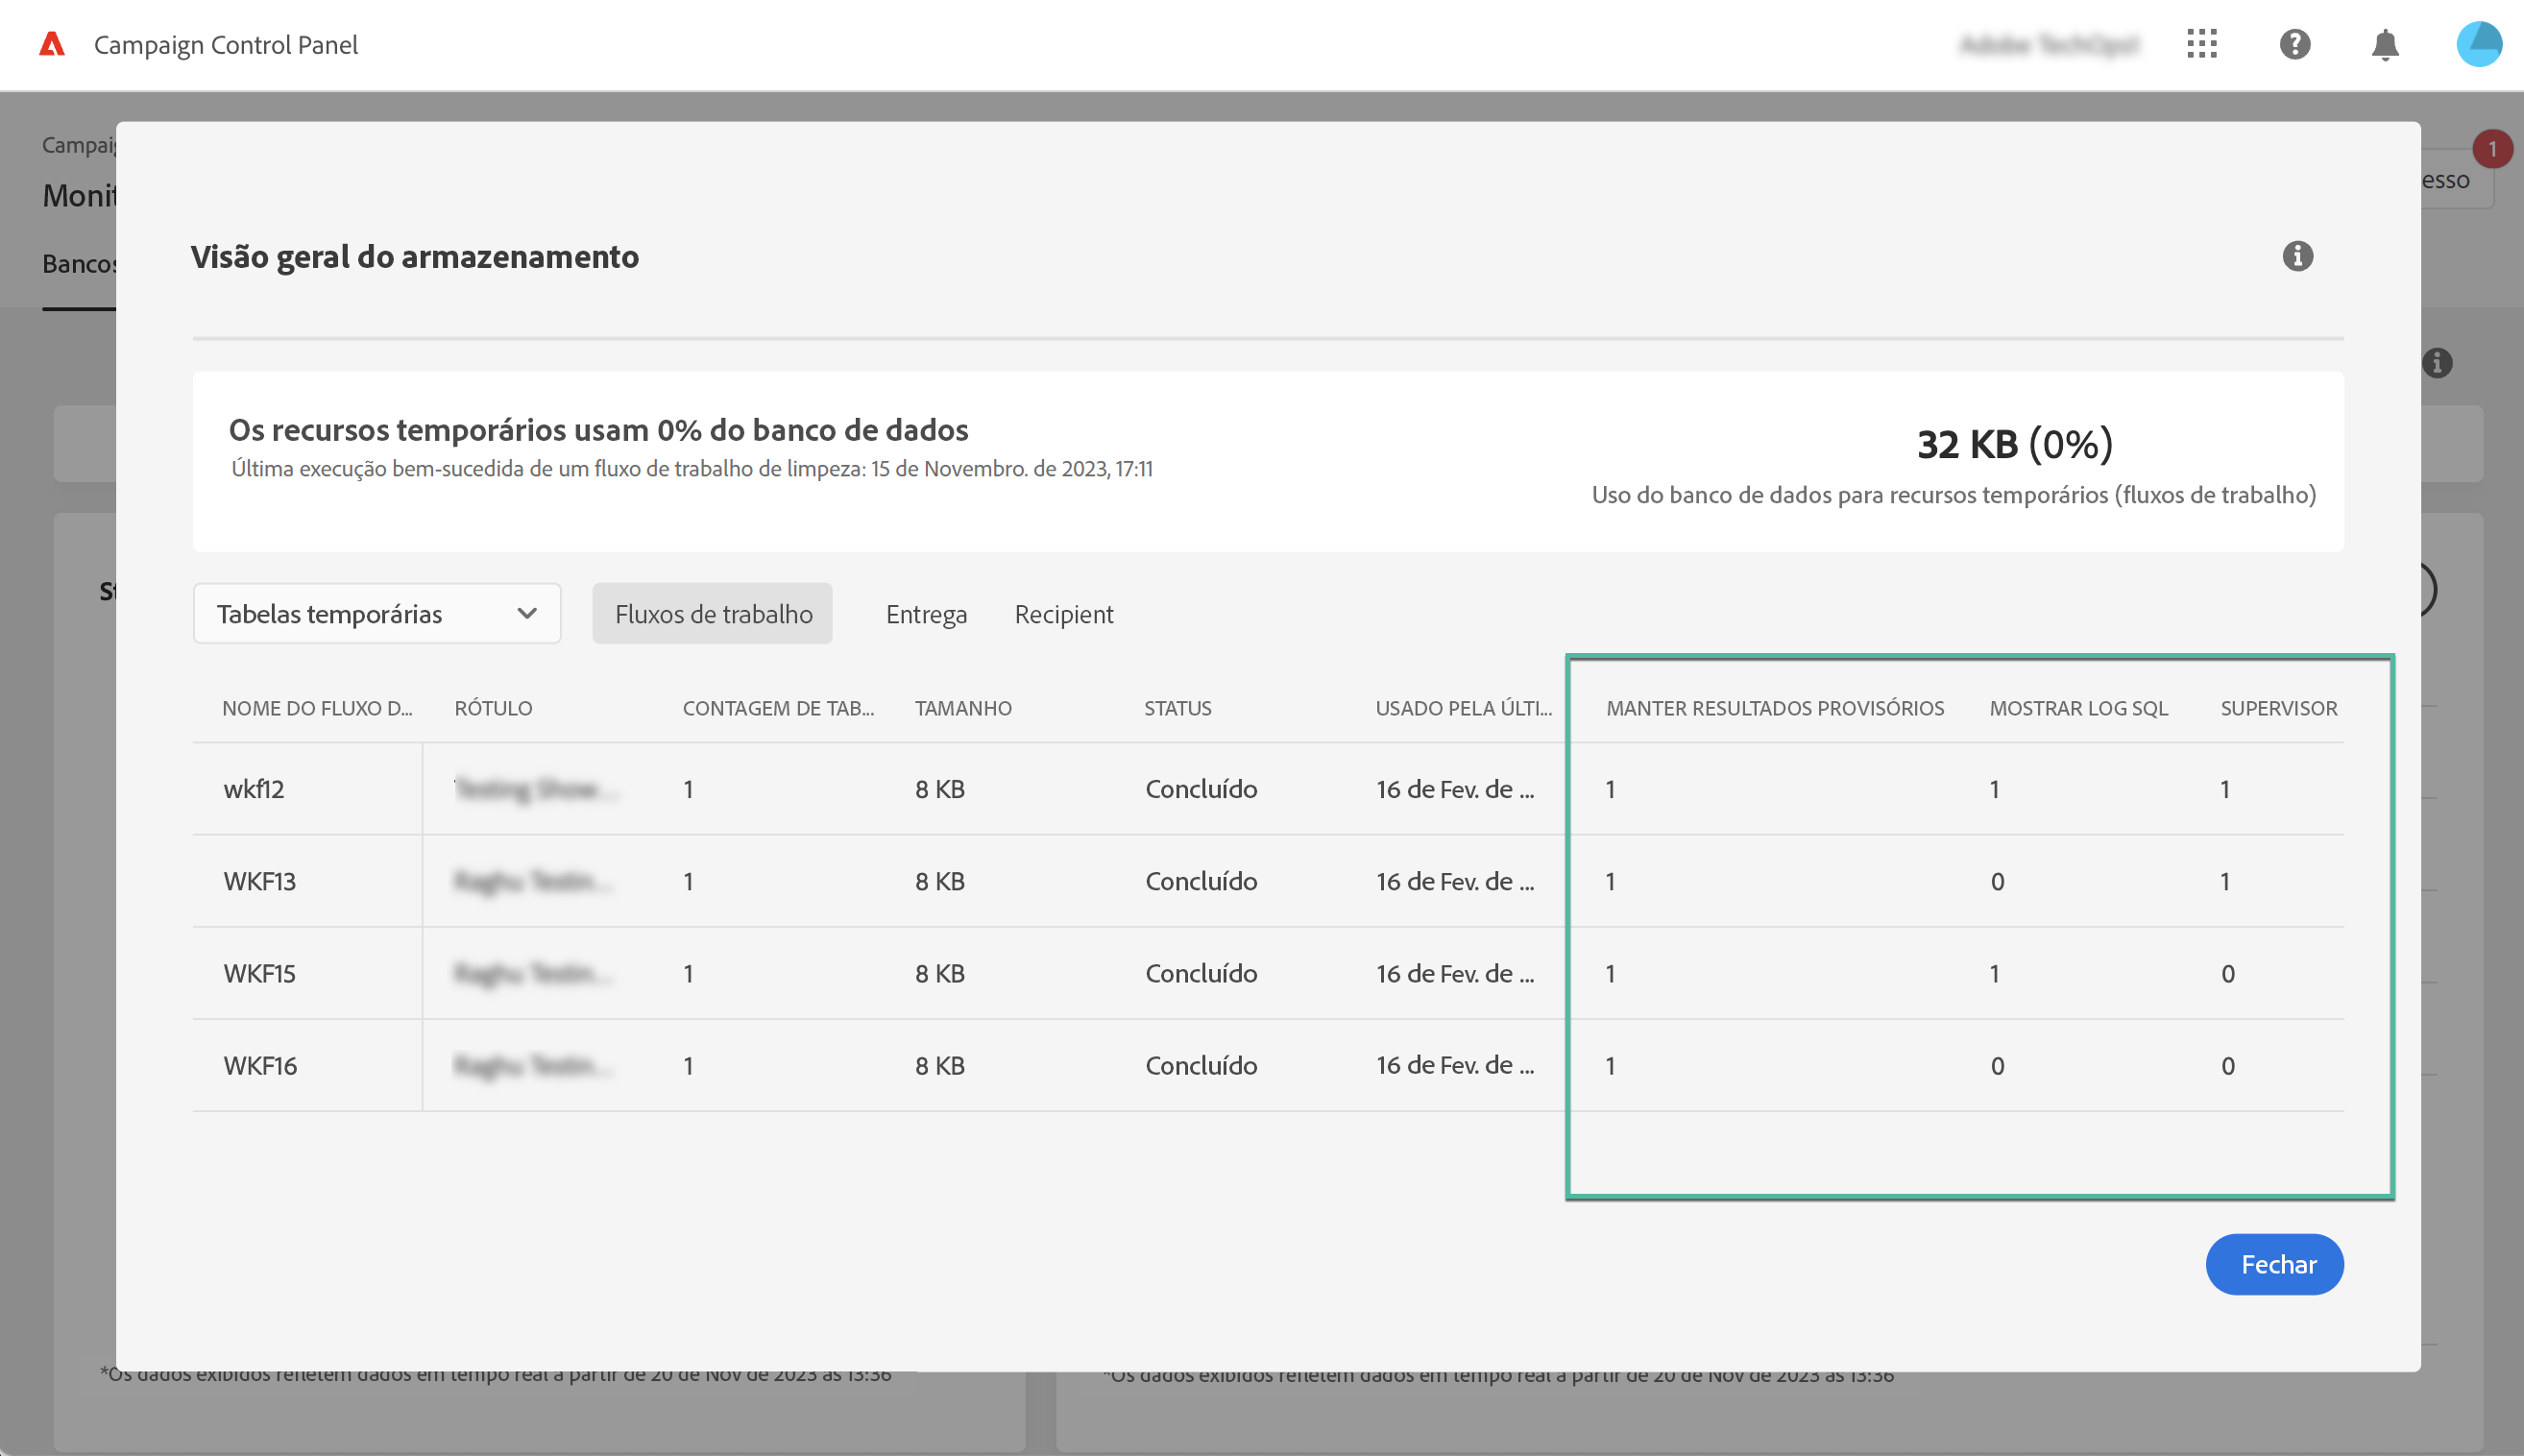 Campaign Control Panel
Campaig
1
esso
Monit
Bancos
Visão geral do armazenamento
Os recursos temporários usam 0% do banco de dados
Última execução bem-sucedida de um fluxo de trabalho de limpeza: 15 de Novembro. de 2023, 17:11
32 KB (0%)
Uso do banco de dados para recursos temporários (fluxos de trabalho)
St
Tabelas temporárias Fluxos de trabalho Entrega Recipient
NOME DO FLUXO D... RÓTULO CONTAGEM DE TAB... TAMANHO STATUS USADO PELA ÚLTI... MANTER RESULTADOS PROVISÓRIOS MOSTRAR LOG SQL SUPERVISOR
wkf12 1 8 KB Concluído 16 de Fev. de ... 1 1 1
WKF13 1 8 KB Concluído 16 de Fev. de ... 1 0 1
WKF15 1 8 KB Concluído 16 de Fev. de ... 1 1 0
WKF16 1 8 KB Concluído 16 de Fev. de ... 1 0 0
Fechar
*Os dados exibidos refletem dados em tempo real a partir de 20 de Nov de 2023 às 13:36
*Os dados exibidos refletem dados em tempo real a partir de 20 de Nov de 2023 às 13:36